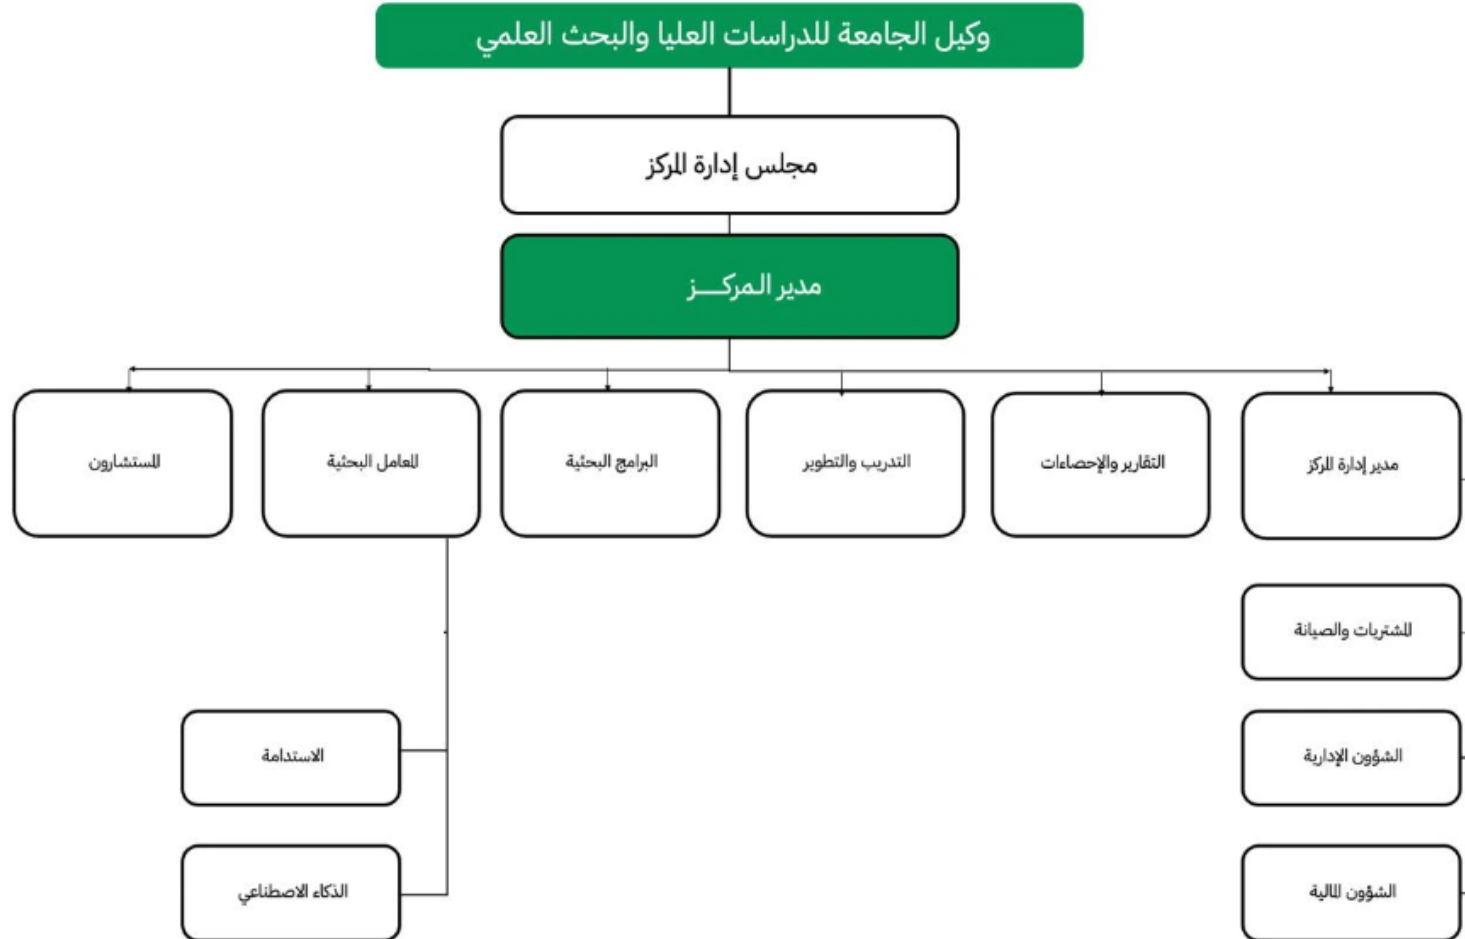 وكيل الجامعة للدراسات العليا والبحث العلمي
مجلس إدارة المركز
مدير المركـــز
مدير إدارة المركز
التقارير والإحصاءات
التدريب والتطوير
البرامج البحثية
المعامل البحثية
المستشارون
المشتريات والصيانة
الشؤون الإدارية
الاستدامة
الشؤون المالية
الذكاء الاصطناعي